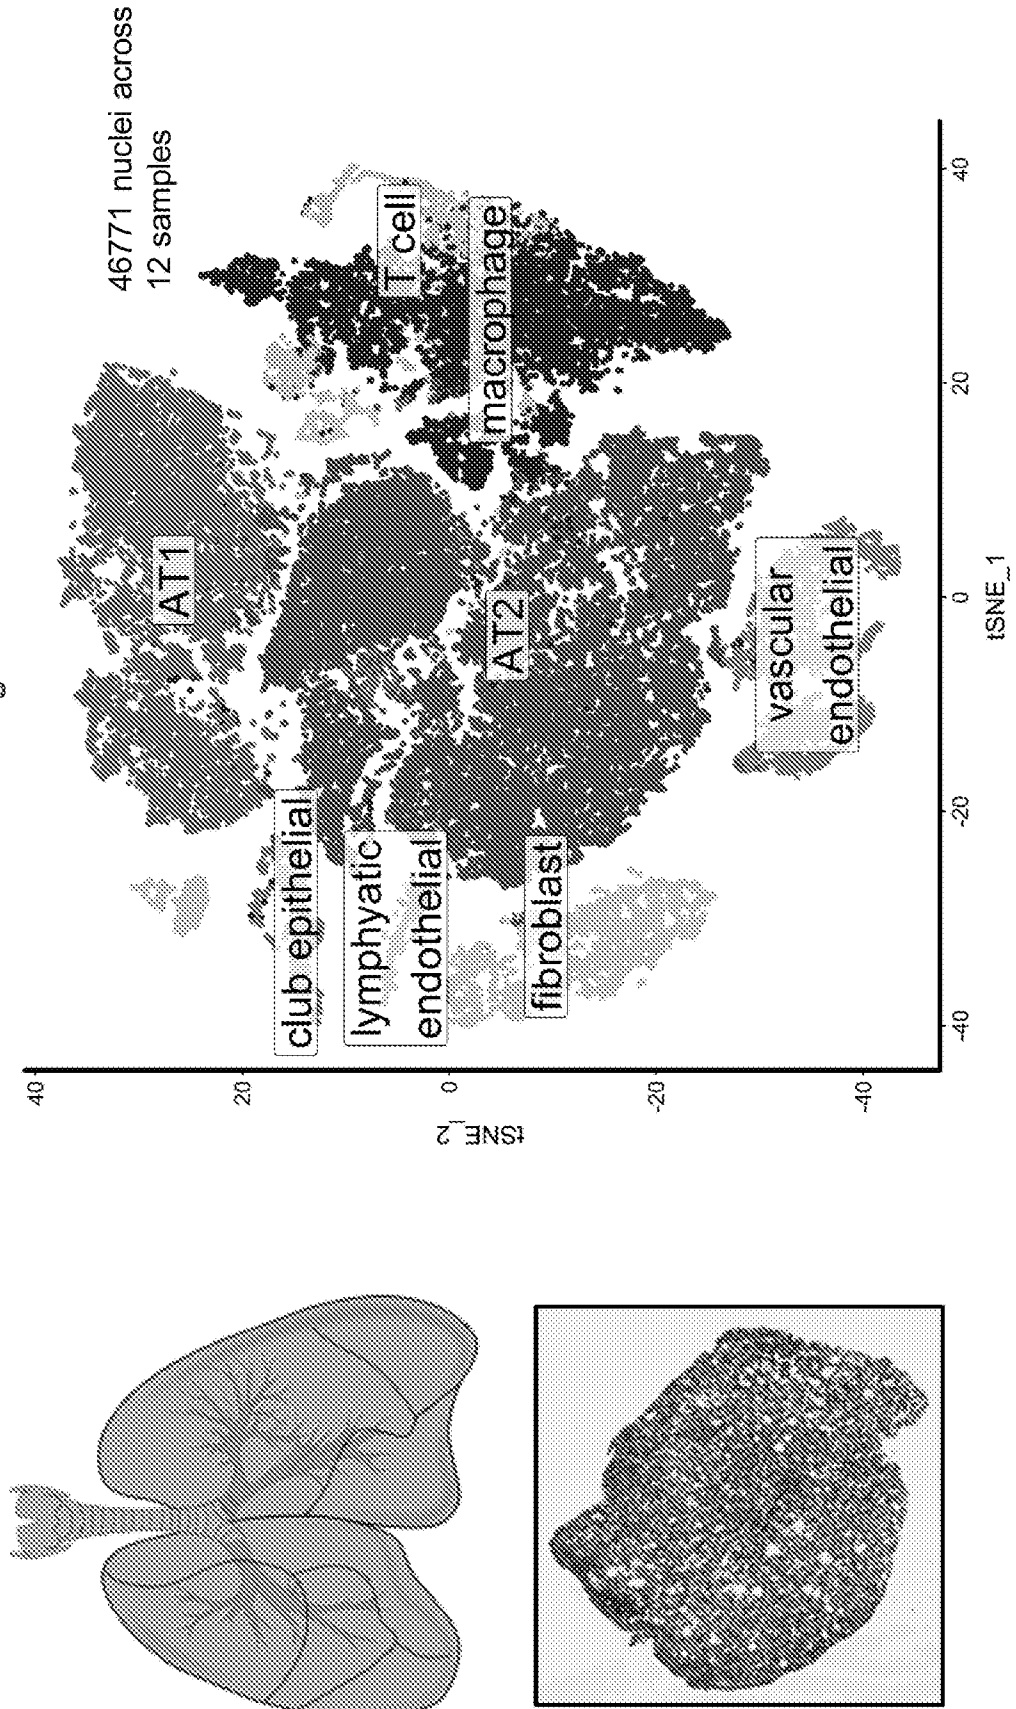 46771 nuclei across
12 samples
AT1
T cell
macrophage
AT2
club epithelial
lymphyatic
endothelial
fibroblast
vascular
endothelial
40
20
0
-20
-40
tSNE_2
-40
-20
0
20
40
tSNE_1